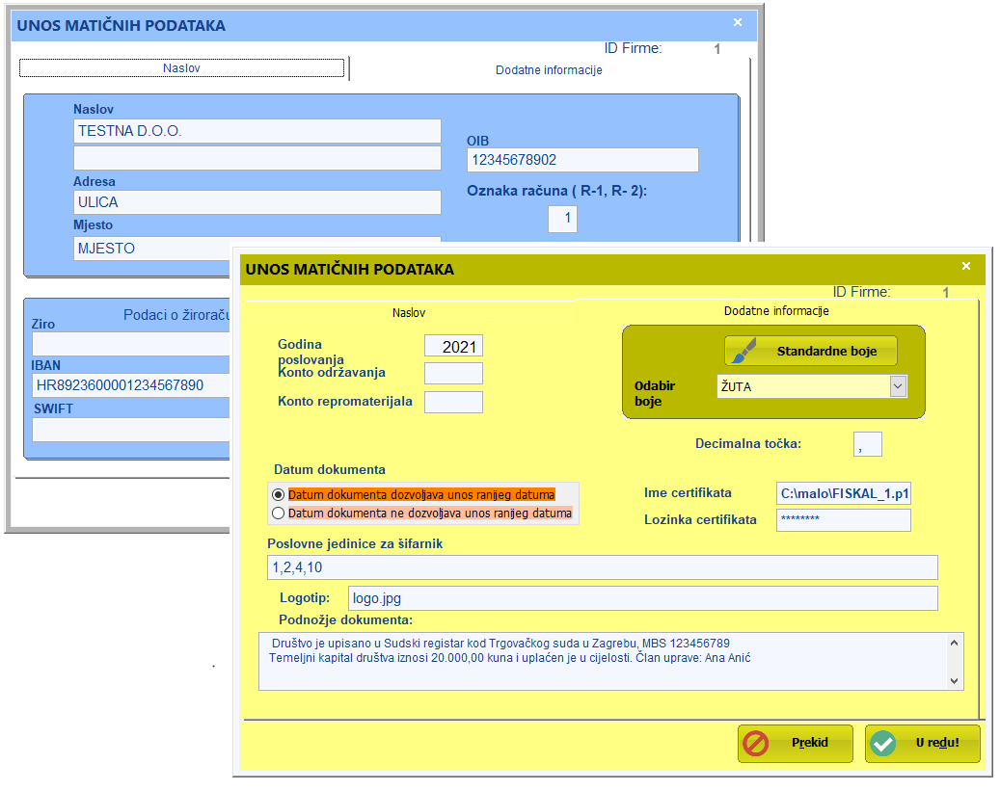 UNOS MATIČNIH PODATAKA
ID Firme: 1
Naslov
Dodatne informacije
Naslov
TESTNA D.O.O.
OIB
12345678902
Adresa
ULICA
Oznaka računa ( R-1, R- 2):
1
Mjesto
MJESTO
Podaci o žiroraču
Ziro
IBAN
HR8923600001234567890
SWIFT
UNOS MATIČNIH PODATAKA
ID Firme: 1
Naslov
Dodatne informacije
Godina
poslovanja
2021
Konto održavanja
Konto repromaterijala
Standardne boje
Odabir
boje
ŽUTA
Decimalna točka:
,
Datum dokumenta
Datum dokumenta dozvoljava unos ranijeg datuma
Datum dokumenta ne dozvoljava unos ranijeg datuma
Ime certifikata
C:\malo\FISKAL_1.p1
Lozinka certifikata
********
Poslovne jedinice za šifarnik
1,2,4,10
Logotip:
logo.jpg
Podnožje dokumenta:
Društvo je upisano u Sudski registar kod Trgovačkog suda u Zagrebu, MBS 123456789
Temeljni kapital društva iznosi 20.000,00 kuna i uplaćen je u cijelosti. Član uprave: Ana Anić
Prekid
U redu!